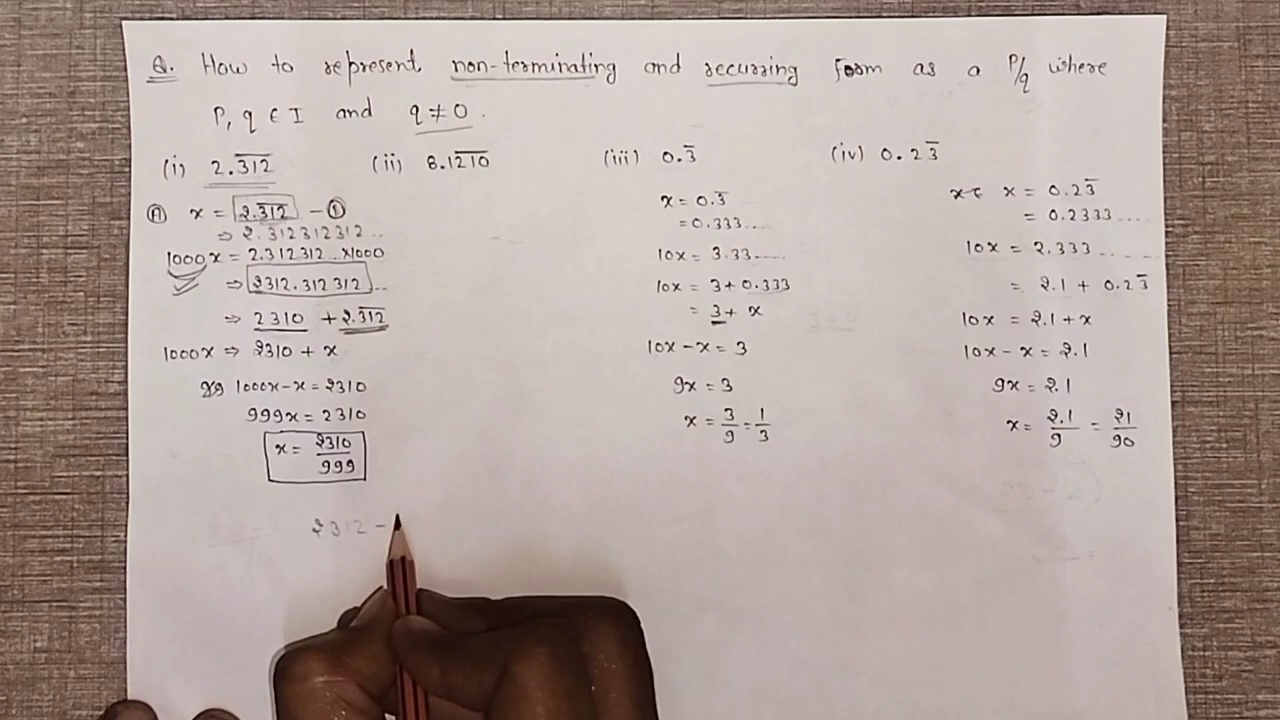 Q. How to represent non-terminating and recurring form as a P/q where
P, q ∈ I and q ≠ 0.
(i) 2.3̅1̅2̅ (ii) 8.12̅1̅0̅ (iii) 0.3̅ (iv) 0.23̅
Ⓐ x = 2.3̅1̅2̅ — ①
⇒ 2.312312312..
1000x = 2.312312..x1000
⇒ 2312.312312..
⇒ 2310 + 2.3̅1̅2̅
1000x ⇒ 2310 + x
1000x - x = 2310
999x = 2310
x = 2310/999
2312 -
x = 0.3̅
= 0.333....
10x = 3.33.....
10x = 3 + 0.333
= 3 + x
10x - x = 3
9x = 3
x = 3/9 = 1/3
x = 0.23̅
= 0.2333.....
10x = 2.333.....
= 2.1 + 0.23̅
10x = 2.1 + x
10x - x = 2.1
9x = 2.1
x = 2.1/9 = 21/90